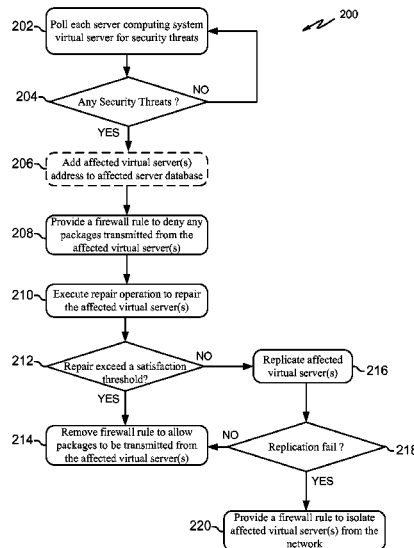 200
202
Poll each server computing system
virtual server for security threats
204
Any Security Threats ?
NO
YES
206
Add affected virtual server(s)
address to affected server database
208
Provide a firewall rule to deny any
packages transmitted from the
affected virtual server(s)
210
Execute repair operation to repair
the affected virtual server(s)
212
Repair exceed a satisfaction
threshold?
NO
YES
Replicate affected
virtual server(s)
216
214
Remove firewall rule to allow
packages to be transmitted from
the affected virtual server(s)
NO
Replication fail ?
218
YES
220
Provide a firewall rule to isolate
affected virtual server(s) from the
network